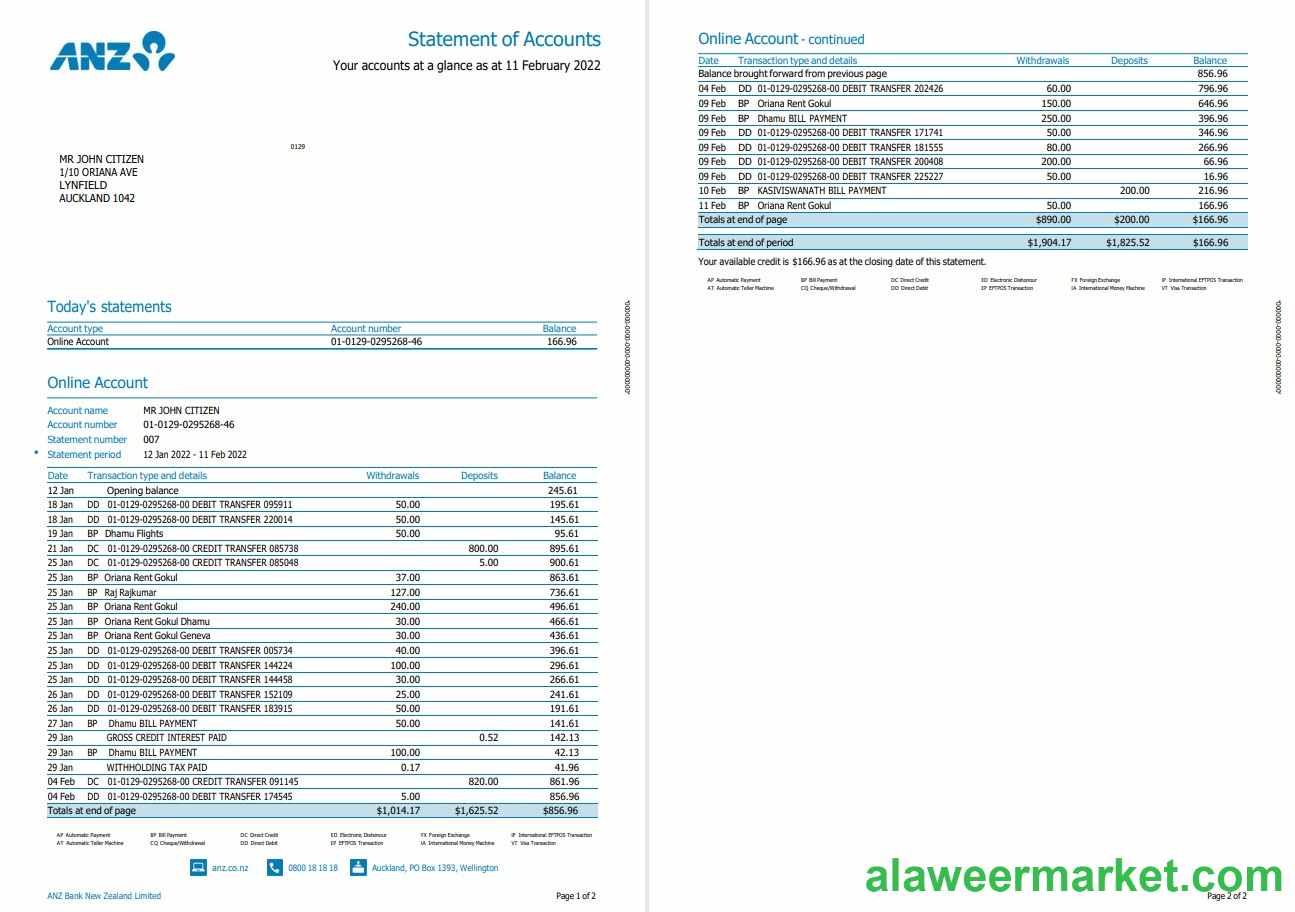 ANZ
Statement of Accounts
Your accounts at a glance as at 11 February 2022
0129
MR JOHN CITIZEN
1/10 ORIANA AVE
LYNFIELD
AUCKLAND 1042
Today's statements
Account type Account number Balance
Online Account 01-0129-0295268-46 166.96
Online Account
Account name MR JOHN CITIZEN
Account number 01-0129-0295268-46
Statement number 007
Statement period 12 Jan 2022 - 11 Feb 2022
Date Transaction type and details Withdrawals Deposits Balance
12 Jan Opening balance 245.61
18 Jan DD 01-0129-0295268-00 DEBIT TRANSFER 095911 50.00 195.61
18 Jan DD 01-0129-0295268-00 DEBIT TRANSFER 220014 50.00 145.61
19 Jan BP Dhamu Flights 50.00 95.61
21 Jan DC 01-0129-0295268-00 CREDIT TRANSFER 085738 800.00 895.61
25 Jan DC 01-0129-0295268-00 CREDIT TRANSFER 085048 5.00 900.61
25 Jan BP Oriana Rent Gokul 37.00 863.61
25 Jan BP Raj Rajkumar 127.00 736.61
25 Jan BP Oriana Rent Gokul 240.00 496.61
25 Jan BP Oriana Rent Gokul Dhamu 30.00 466.61
25 Jan BP Oriana Rent Gokul Geneva 30.00 436.61
25 Jan DD 01-0129-0295268-00 DEBIT TRANSFER 005734 40.00 396.61
25 Jan DD 01-0129-0295268-00 DEBIT TRANSFER 144224 100.00 296.61
25 Jan DD 01-0129-0295268-00 DEBIT TRANSFER 144458 30.00 266.61
26 Jan DD 01-0129-0295268-00 DEBIT TRANSFER 152109 25.00 241.61
26 Jan DD 01-0129-0295268-00 DEBIT TRANSFER 183915 50.00 191.61
27 Jan BP Dhamu BILL PAYMENT 50.00 141.61
29 Jan GROSS CREDIT INTEREST PAID 0.52 142.13
29 Jan BP Dhamu BILL PAYMENT 100.00 42.13
29 Jan WITHHOLDING TAX PAID 0.17 41.96
04 Feb DC 01-0129-0295268-00 CREDIT TRANSFER 091145 820.00 861.96
04 Feb DD 01-0129-0295268-00 DEBIT TRANSFER 174545 5.00 856.96
Totals at end of page $1,014.17 $1,625.52 $856.96
AP Automatic Payment BP Bill Payment DC Direct Credit ED Electronic Dishonour FX Foreign Exchange IP International EFTPOS Transaction
AT Automatic Teller Machine CQ Cheque/Withdrawal DD Direct Debit EP EFTPOS Transaction IA International Money Machine VT Visa Transaction
anz.co.nz 0800 18 18 18 Auckland, PO Box 1393, Wellington
ANZ Bank New Zealand Limited Page 1 of 2
Online Account - continued
Date Transaction type and details Withdrawals Deposits Balance
Balance brought forward from previous page 856.96
04 Feb DD 01-0129-0295268-00 DEBIT TRANSFER 202426 60.00 796.96
09 Feb BP Oriana Rent Gokul 150.00 646.96
09 Feb BP Dhamu BILL PAYMENT 250.00 396.96
09 Feb DD 01-0129-0295268-00 DEBIT TRANSFER 171741 50.00 346.96
09 Feb DD 01-0129-0295268-00 DEBIT TRANSFER 181555 80.00 266.96
09 Feb DD 01-0129-0295268-00 DEBIT TRANSFER 200408 200.00 66.96
09 Feb DD 01-0129-0295268-00 DEBIT TRANSFER 225227 50.00 16.96
10 Feb BP KASIVISWANATH BILL PAYMENT 200.00 216.96
11 Feb BP Oriana Rent Gokul 50.00 166.96
Totals at end of page $890.00 $200.00 $166.96
Totals at end of period $1,904.17 $1,825.52 $166.96
Your available credit is $166.96 as at the closing date of this statement.
AP Automatic Payment BP Bill Payment DC Direct Credit ED Electronic Dishonour FX Foreign Exchange IP International EFTPOS Transaction
AT Automatic Teller Machine CQ Cheque/Withdrawal DD Direct Debit EP EFTPOS Transaction IA International Money Machine VT Visa Transaction
alaweermarket.com
Page 2 of 2